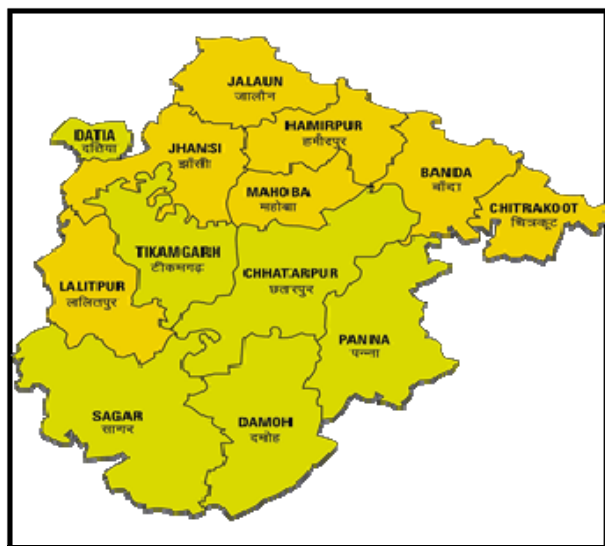 JALAUN
जालौन
DATIA
दतिया
JHANSI
झाँसी
HAMIRPUR
हमीरपुर
BANDA
बाँदा
MAHOBA
महोबा
CHITRAKOOT
चित्रकूट
TIKAMGARH
टीकमगढ़
CHHATARPUR
छतरपुर
LALITPUR
ललितपुर
PANNA
पन्ना
SAGAR
सागर
DAMOH
दमोह